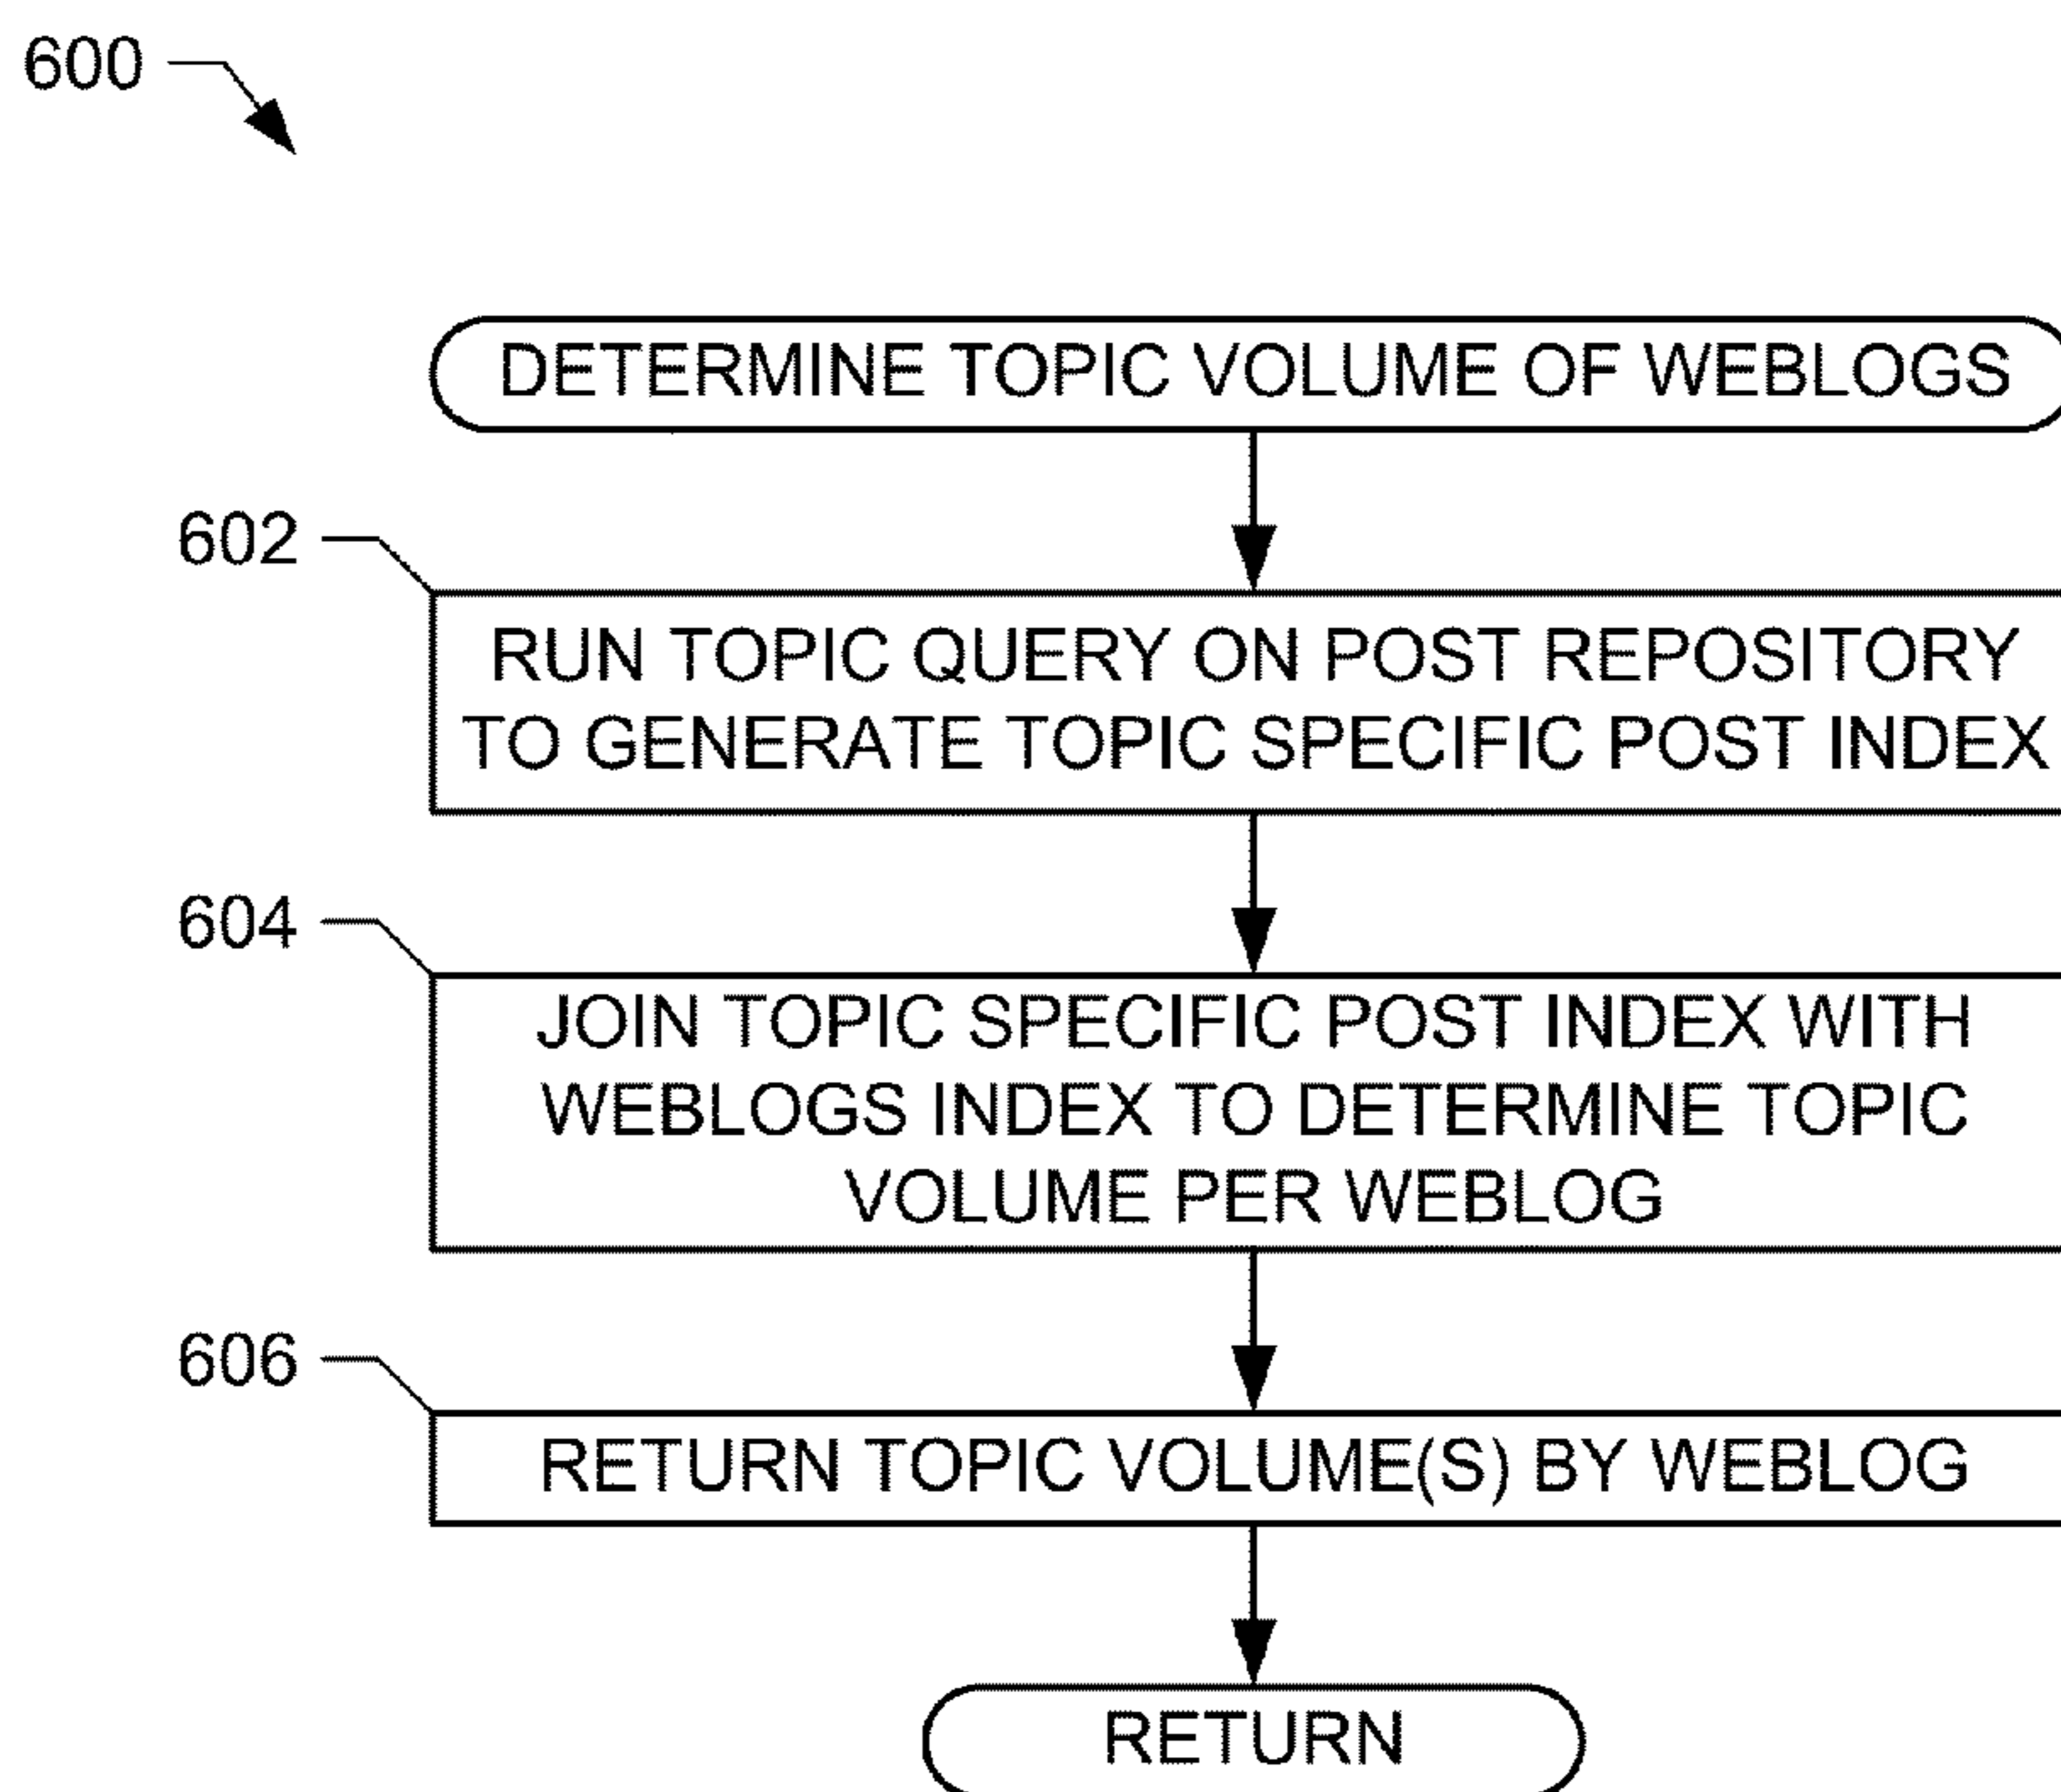 600
DETERMINE TOPIC VOLUME OF WEBLOGS
602
RUN TOPIC QUERY ON POST REPOSITORY
TO GENERATE TOPIC SPECIFIC POST INDEX
604
JOIN TOPIC SPECIFIC POST INDEX WITH
WEBLOGS INDEX TO DETERMINE TOPIC
VOLUME PER WEBLOG
606
RETURN TOPIC VOLUME(S) BY WEBLOG
RETURN